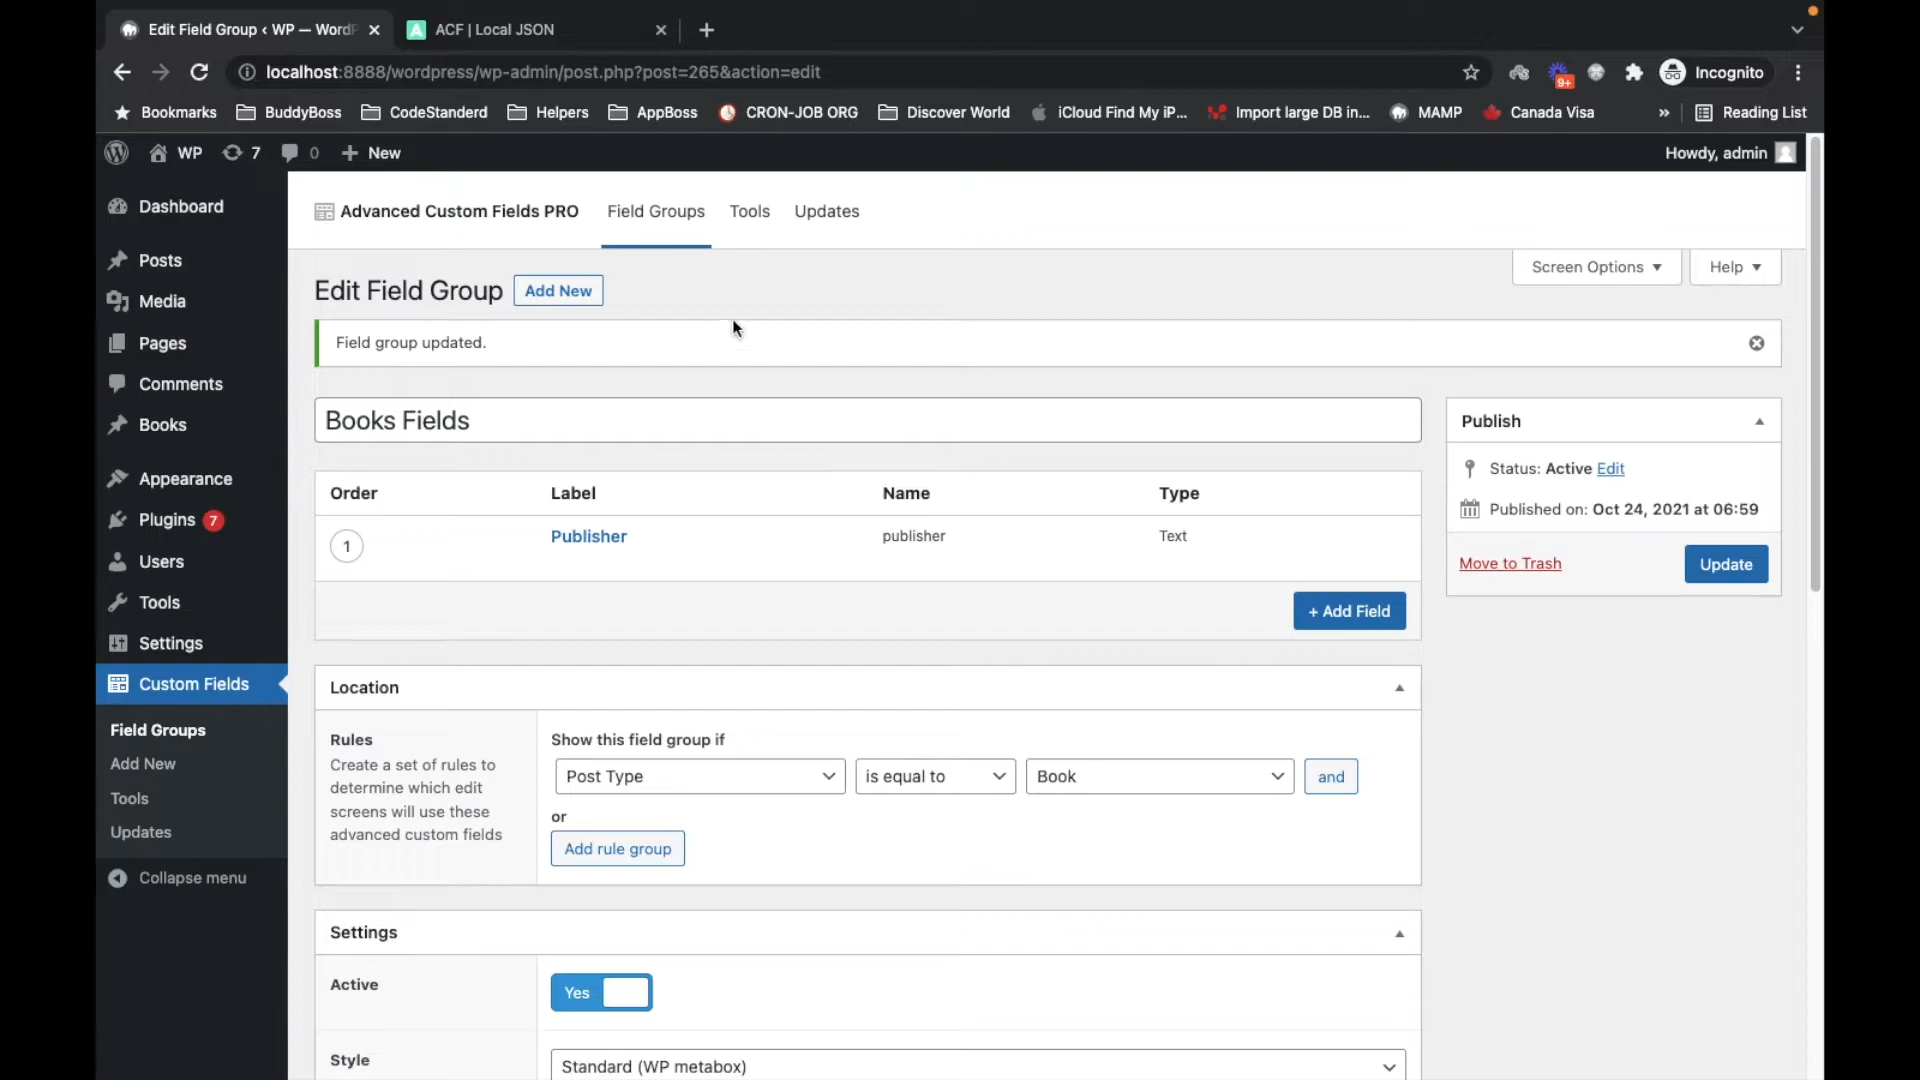 Edit Field Group ‹ WP — WordP
ACF | Local JSON
localhost:8888/wordpress/wp-admin/post.php?post=265&action=edit
9+
Incognito
Bookmarks
BuddyBoss
CodeStanderd
Helpers
AppBoss
CRON-JOB ORG
Discover World
iCloud Find My iP...
Import large DB in...
MAMP
Canada Visa
»
Reading List
WP
7
0
+ New
Howdy, admin
Dashboard
Posts
Media
Pages
Comments
Books
Appearance
Plugins 7
Users
Tools
Settings
Custom Fields
Field Groups
Add New
Tools
Updates
Collapse menu
Advanced Custom Fields PRO
Field Groups
Tools
Updates
Screen Options
Help
Edit Field Group
Add New
Field group updated.
Books Fields
Order Label Name Type
1 Publisher publisher Text
+ Add Field
Location
Rules
Create a set of rules to
determine which edit
screens will use these
advanced custom fields
Show this field group if
Post Type
is equal to
Book
and
or
Add rule group
Settings
Active
Yes
Style
Standard (WP metabox)
Publish
Status: Active Edit
Published on: Oct 24, 2021 at 06:59
Move to Trash
Update